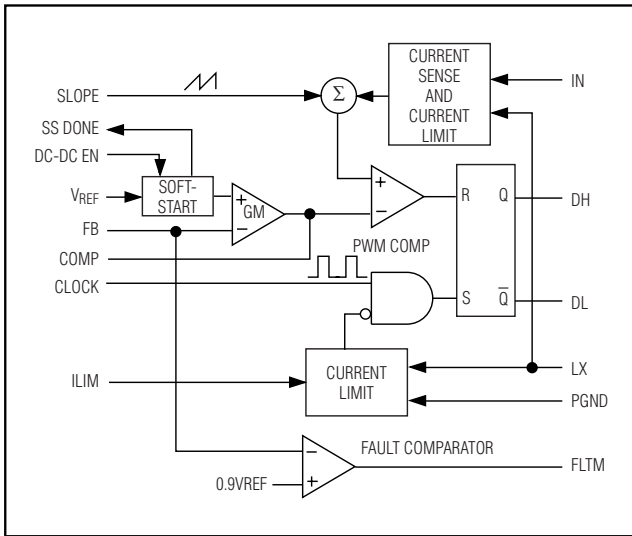 CURRENT
SENSE
AND
CURRENT
LIMIT
IN
SLOPE
Σ
SS DONE
DC-DC EN
SOFT-
START
VREF
+
GM
−
+
−
R
Q
DH
FB
COMP
PWM COMP
CLOCK
S
Q̅
DL
ILIM
CURRENT
LIMIT
LX
PGND
−
FAULT COMPARATOR
0.9VREF
+
FLTM